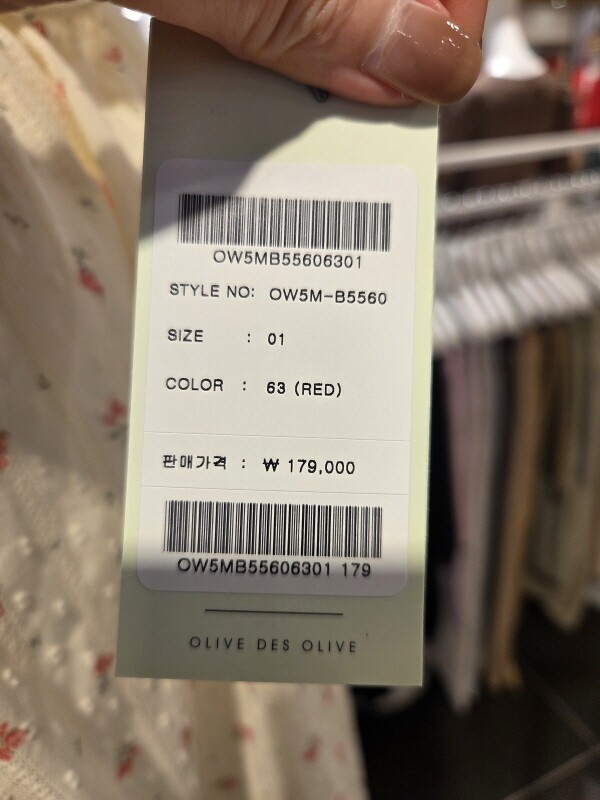 OW5MB55606301
STYLE NO: OW5M-B5560
SIZE : 01
COLOR : 63 (RED)
판매가격 : ₩ 179,000
OW5MB55606301 179
OLIVE DES OLIVE